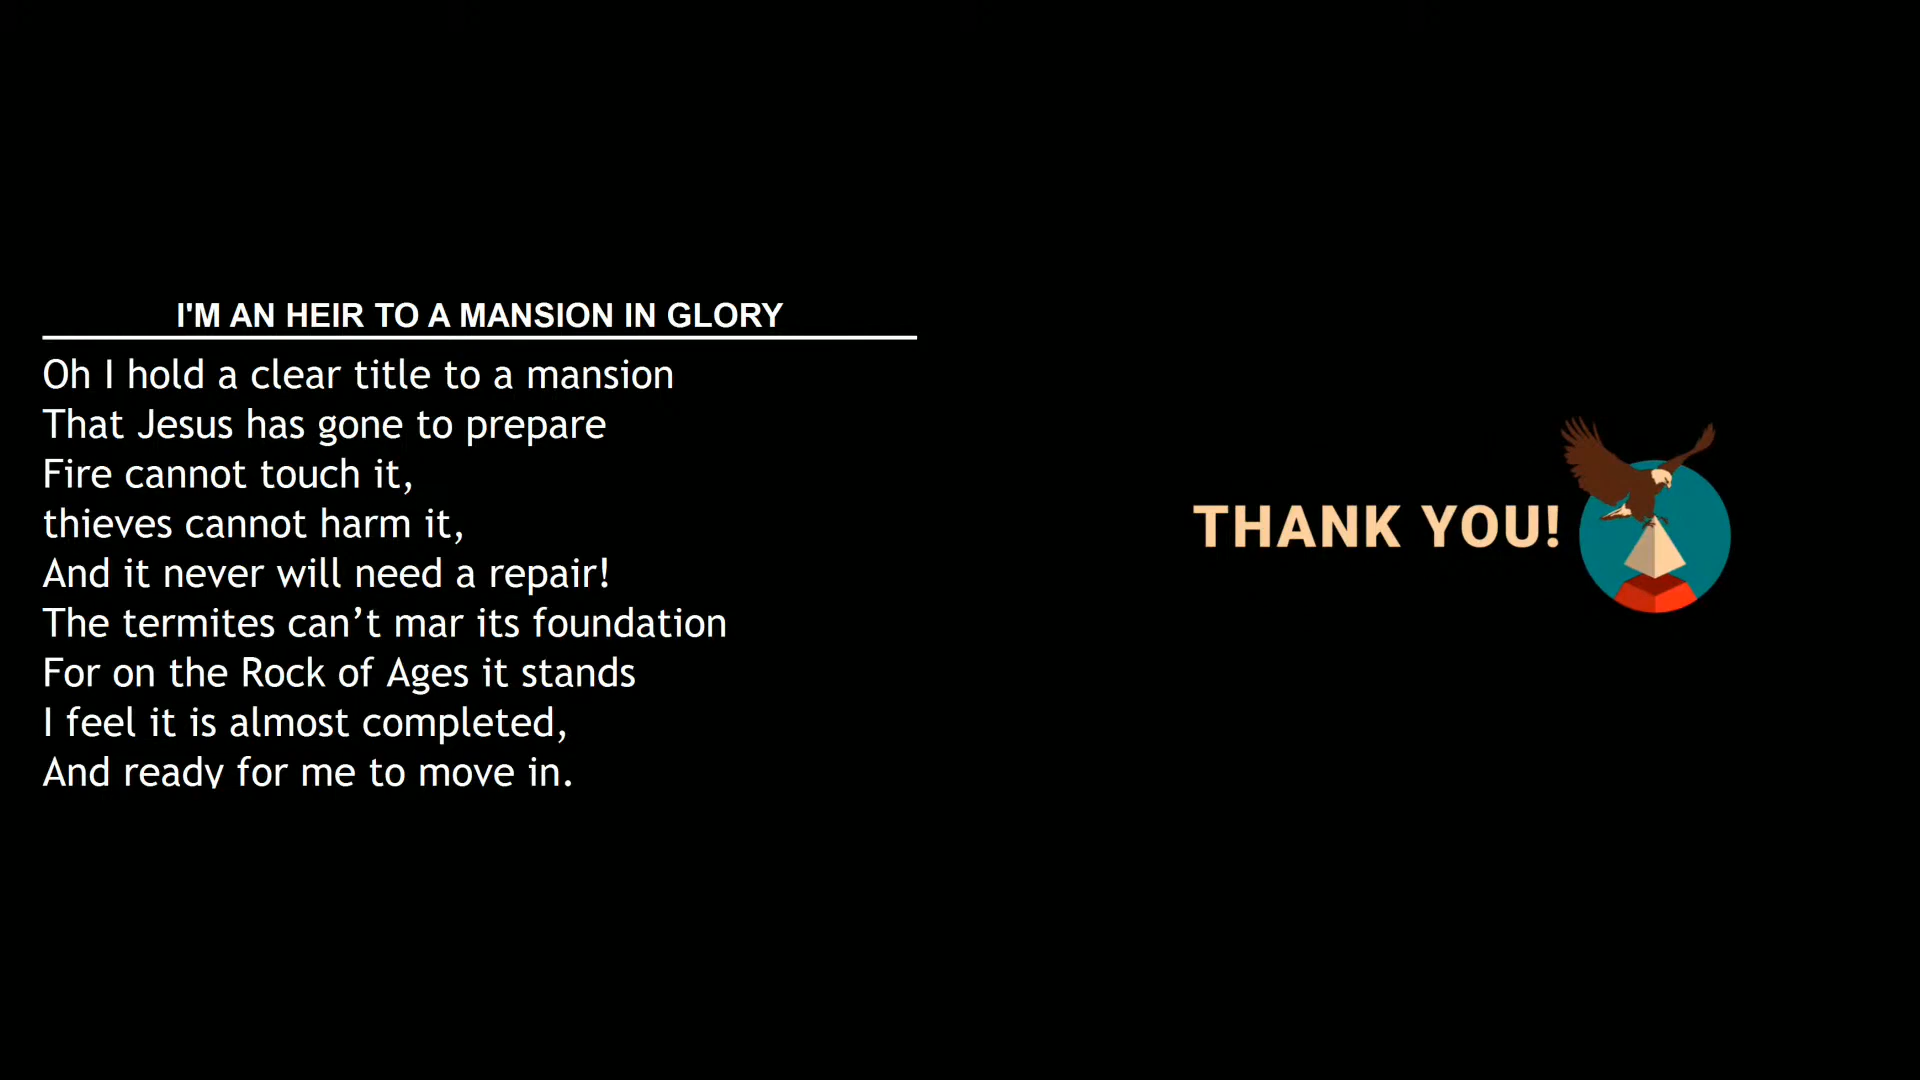 I'M AN HEIR TO A MANSION IN GLORY
Oh I hold a clear title to a mansion
That Jesus has gone to prepare
Fire cannot touch it,
thieves cannot harm it,
And it never will need a repair!
The termites can’t mar its foundation
For on the Rock of Ages it stands
I feel it is almost completed,
And ready for me to move in.
THANK YOU!